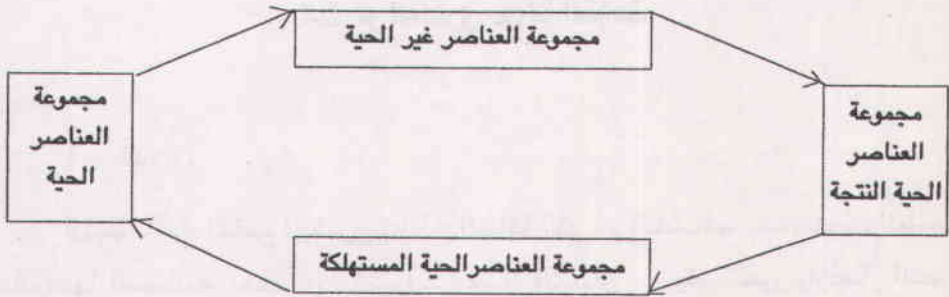 مجموعة العناصر غير الحية
مجموعة
العناصر
الحية النتجة
مجموعة العناصرالحية المستهلكة
مجموعة
العناصر
الحية